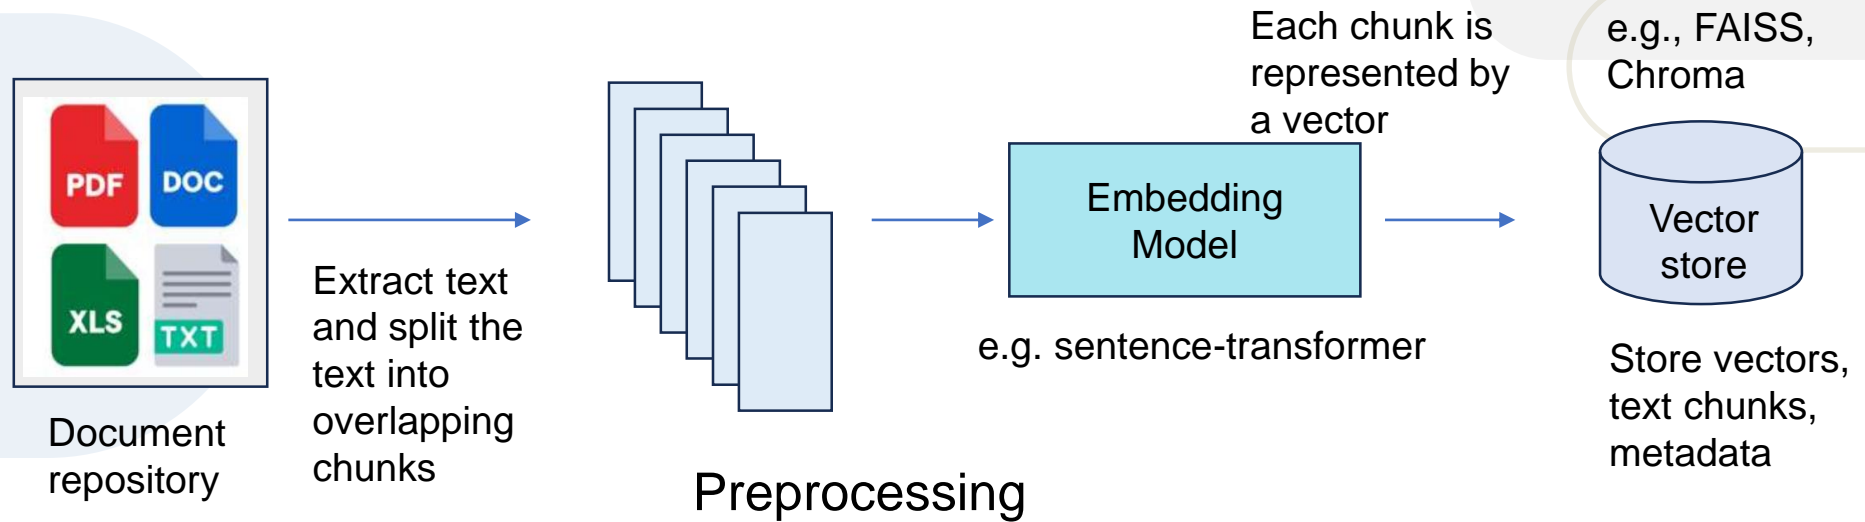 PDF
DOC
XLS
TXT
Document
repository
Extract text
and split the
text into
overlapping
chunks
Preprocessing
Each chunk is
represented by
a vector
Embedding
Model
e.g. sentence-transformer
e.g., FAISS,
Chroma
Vector
store
Store vectors,
text chunks,
metadata